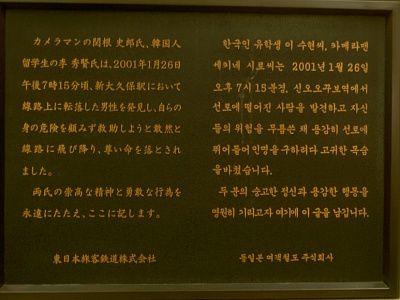 カメラマンの関根 史郎氏、韓国人
留学生の李 秀賢氏は、2001年1月26日
午後7時15分頃、新大久保駅において
線路上に転落した男性を発見し、自らの
身の危険を顧みず救助しようと敢然と
線路に飛び降り、尊い命を落とされ
ました。
両氏の崇高な精神と勇敢な行為を
永遠にたたえ、ここに記します。
東日本旅客鉄道株式会社
한국인 유학생 이 수현씨, 카메라맨
세키네 시로씨는 2001년 1월 26일
오후 7시 15분경, 신오오쿠보역에서
선로에 떨어진 사람을 발견하고 자신
들의 위험을 무릅쓴 채 용감히 선로에
뛰어들어 인명을 구하려다 고귀한 목숨
을바쳤습니다.
두 분의 숭고한 정신과 용감한 행동을
영원히 기리고자 여기에 이 글을 남깁니다.
동일본 여객철도 주식회사